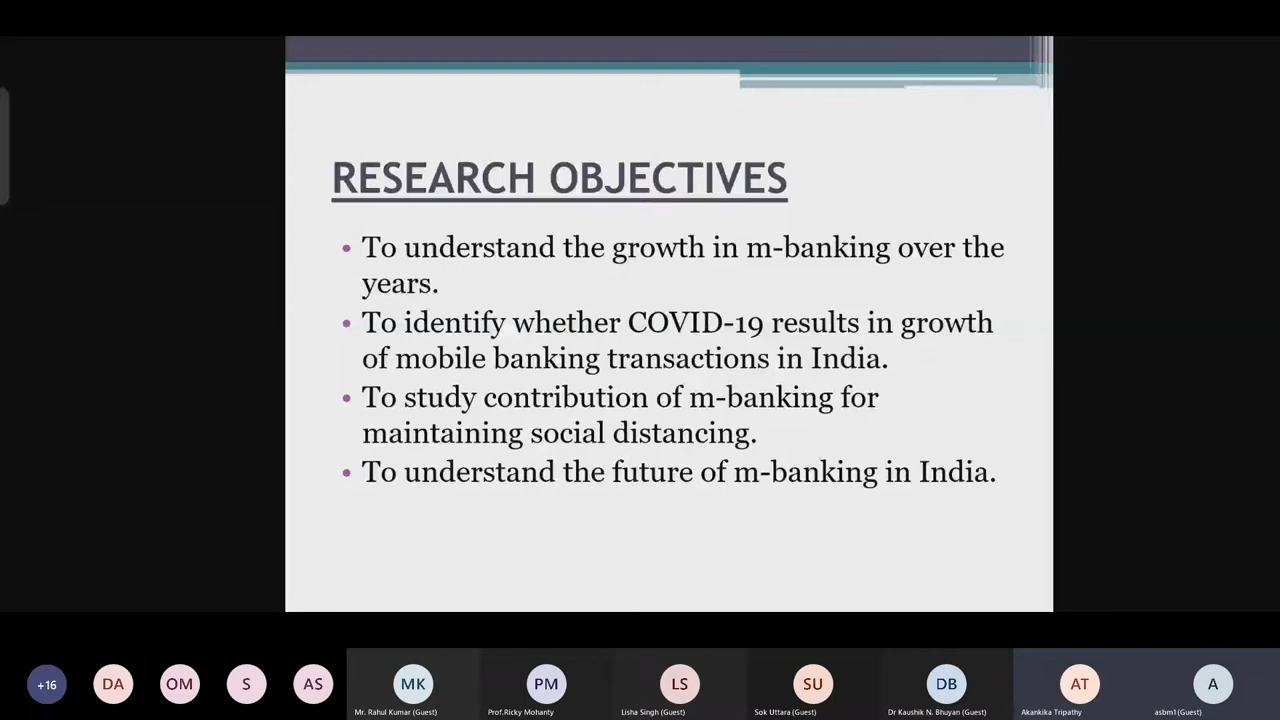 RESEARCH OBJECTIVES
• To understand the growth in m-banking over the
years.
• To identify whether COVID-19 results in growth
of mobile banking transactions in India.
• To study contribution of m-banking for
maintaining social distancing.
• To understand the future of m-banking in India.
+16
DA
OM
S
AS
MK
PM
LS
SU
DB
AT
A
Mr. Rahul Kumar (Guest)
Prof.Ricky Mohanty
Lisha Singh (Guest)
Sok Uttara (Guest)
Dr Kaushik N. Bhuyan (Guest)
Akankika Tripathy
asbm1(Guest)